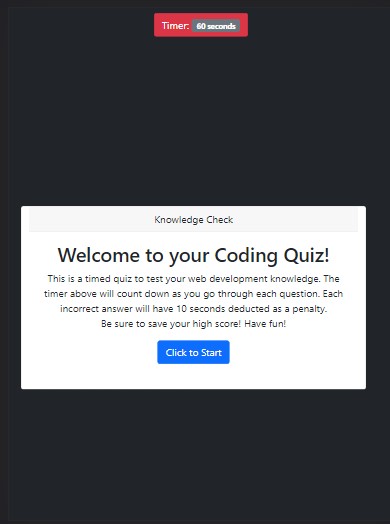 Timer: 60 seconds
Knowledge Check
Welcome to your Coding Quiz!
This is a timed quiz to test your web development knowledge. The
timer above will count down as you go through each question. Each
incorrect answer will have 10 seconds deducted as a penalty.
Be sure to save your high score! Have fun!
Click to Start